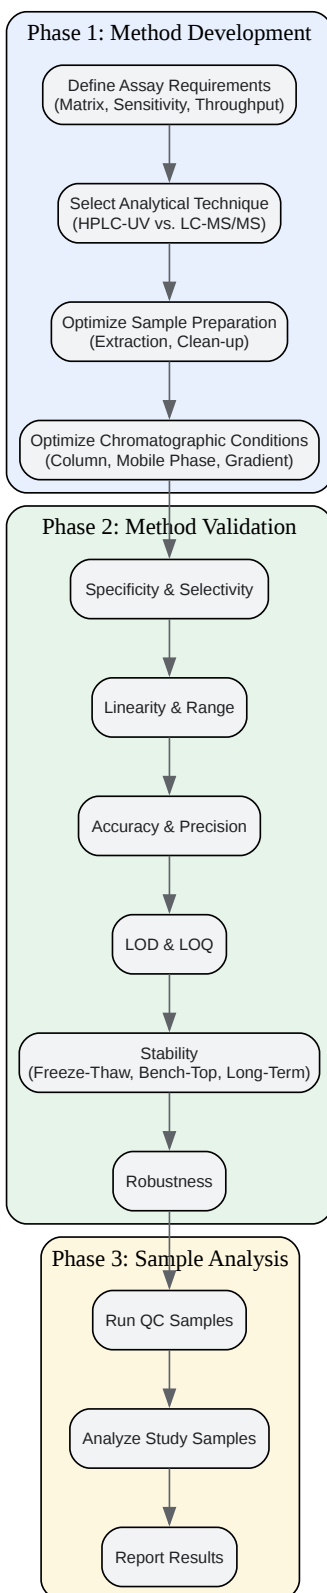 Phase 1: Method Development
Define Assay Requirements
(Matrix, Sensitivity, Throughput)
Select Analytical Technique
(HPLC-UV vs. LC-MS/MS)
Optimize Sample Preparation
(Extraction, Clean-up)
Optimize Chromatographic Conditions
(Column, Mobile Phase, Gradient)
Phase 2: Method Validation
Specificity & Selectivity
Linearity & Range
Accuracy & Precision
LOD & LOQ
Stability
(Freeze-Thaw, Bench-Top, Long-Term)
Robustness
Phase 3: Sample Analysis
Run QC Samples
Analyze Study Samples
Report Results